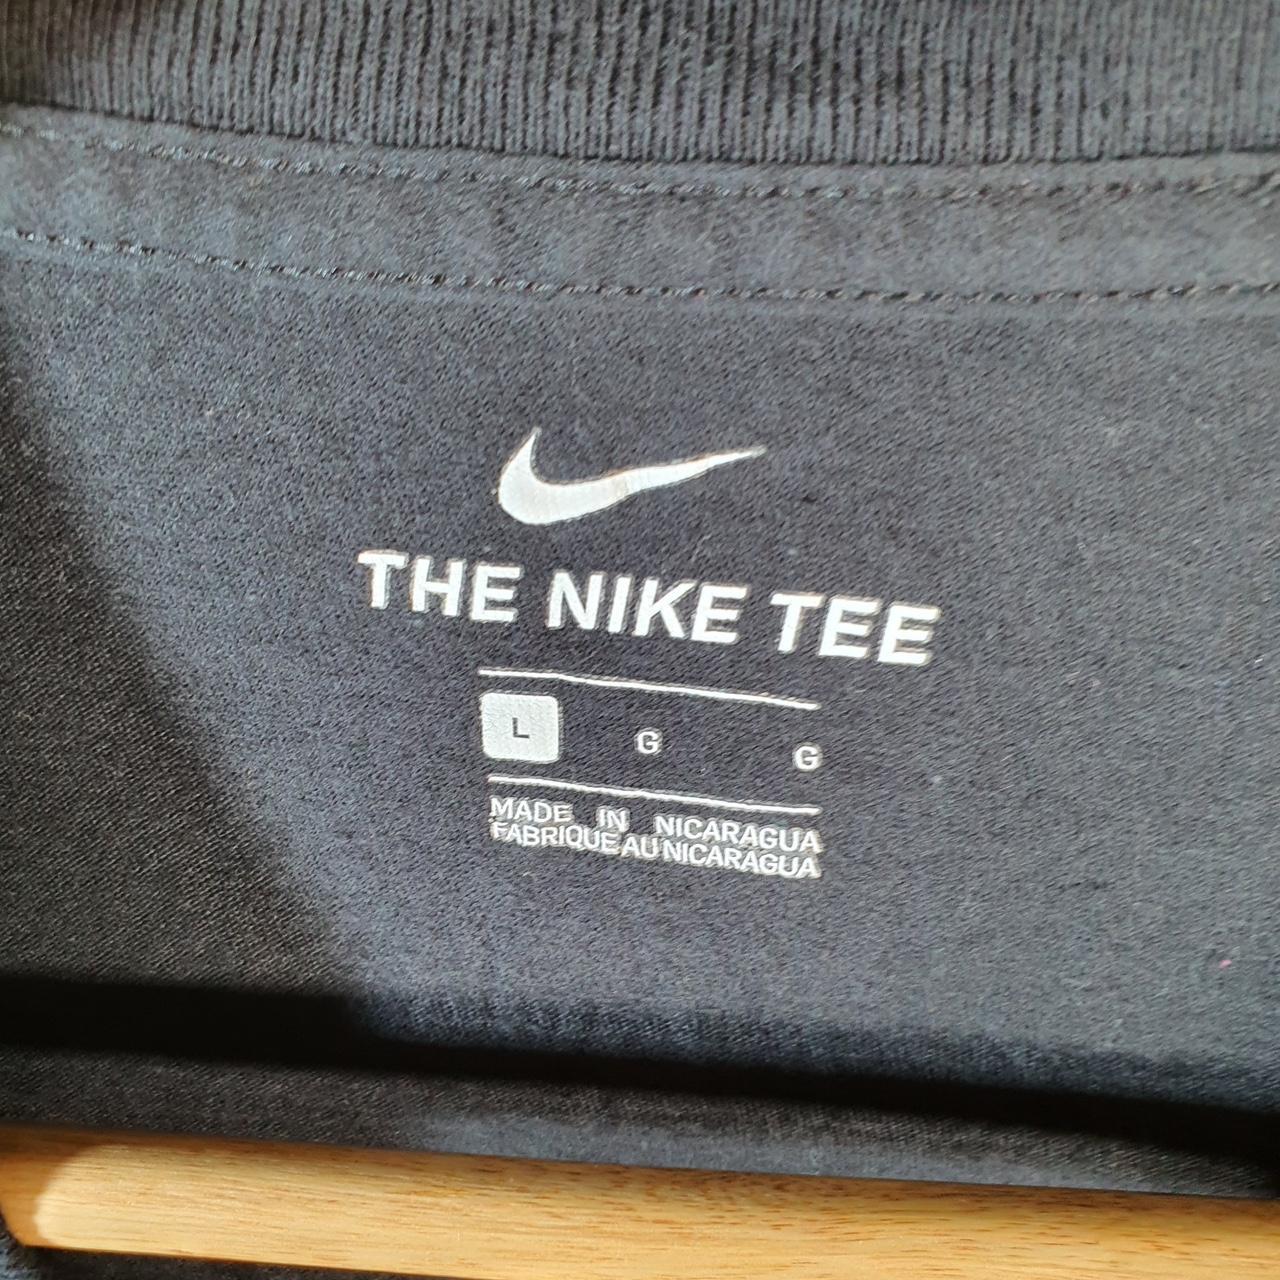 THE NIKE TEE
L G G
MADE IN NICARAGUA
FABRIQUE AU NICARAGUA